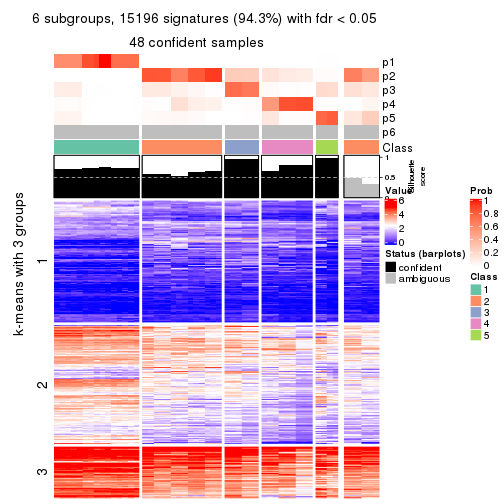 6 subgroups, 15196 signatures (94.3%) with fdr < 0.05
48 confident samples
p1
p2
p3
p4
p5
p6
Class
1
0.5
0
Silhouette
score
k-means with 3 groups
1
2
3
Value
6
4
2
0
Status (barplots)
confident
ambiguous
Prob
1
0.8
0.6
0.4
0.2
0
Class
1
2
3
4
5